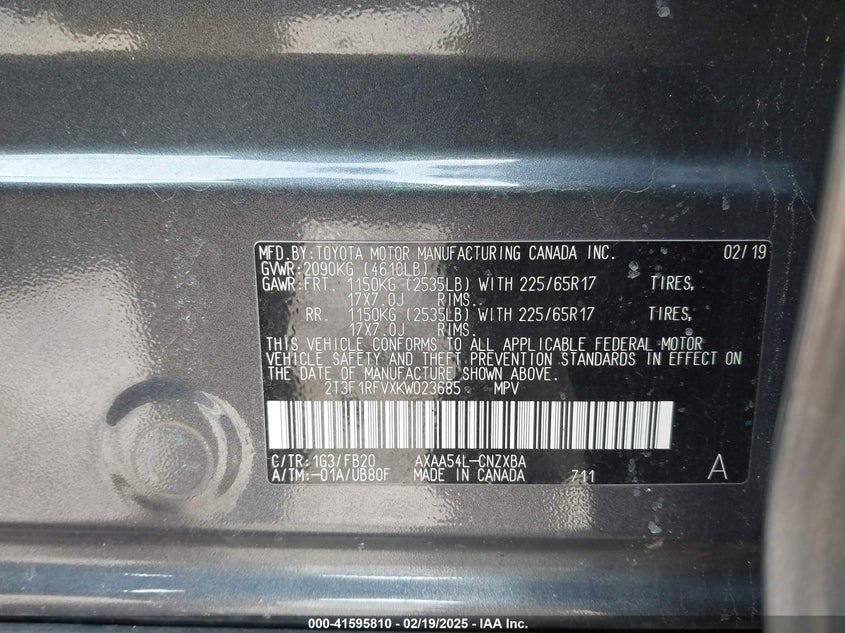 MFD.BY:TOYOTA MOTOR MANUFACTURING CANADA INC. 02/19
GVWR:2090KG (4610LB)
GAWR:FRT. 1150KG (2535LB) WITH 225/65R17 TIRES,
17X7.0J RIMS.
RR. 1150KG (2535LB) WITH 225/65R17 TIRES,
17X7.0J RIMS.
THIS VEHICLE CONFORMS TO ALL APPLICABLE FEDERAL MOTOR
VEHICLE SAFETY AND THEFT PREVENTION STANDARDS IN EFFECT ON
THE DATE OF MANUFACTURE SHOWN ABOVE.
2T3F1RFVXKW023685 MPV
C/TR:1G3/FB20 AXAA54L-CNZXBA
A/TM:-01A/UB80F MADE IN CANADA 711 A
000-41595810 - 02/19/2025 - IAA Inc.